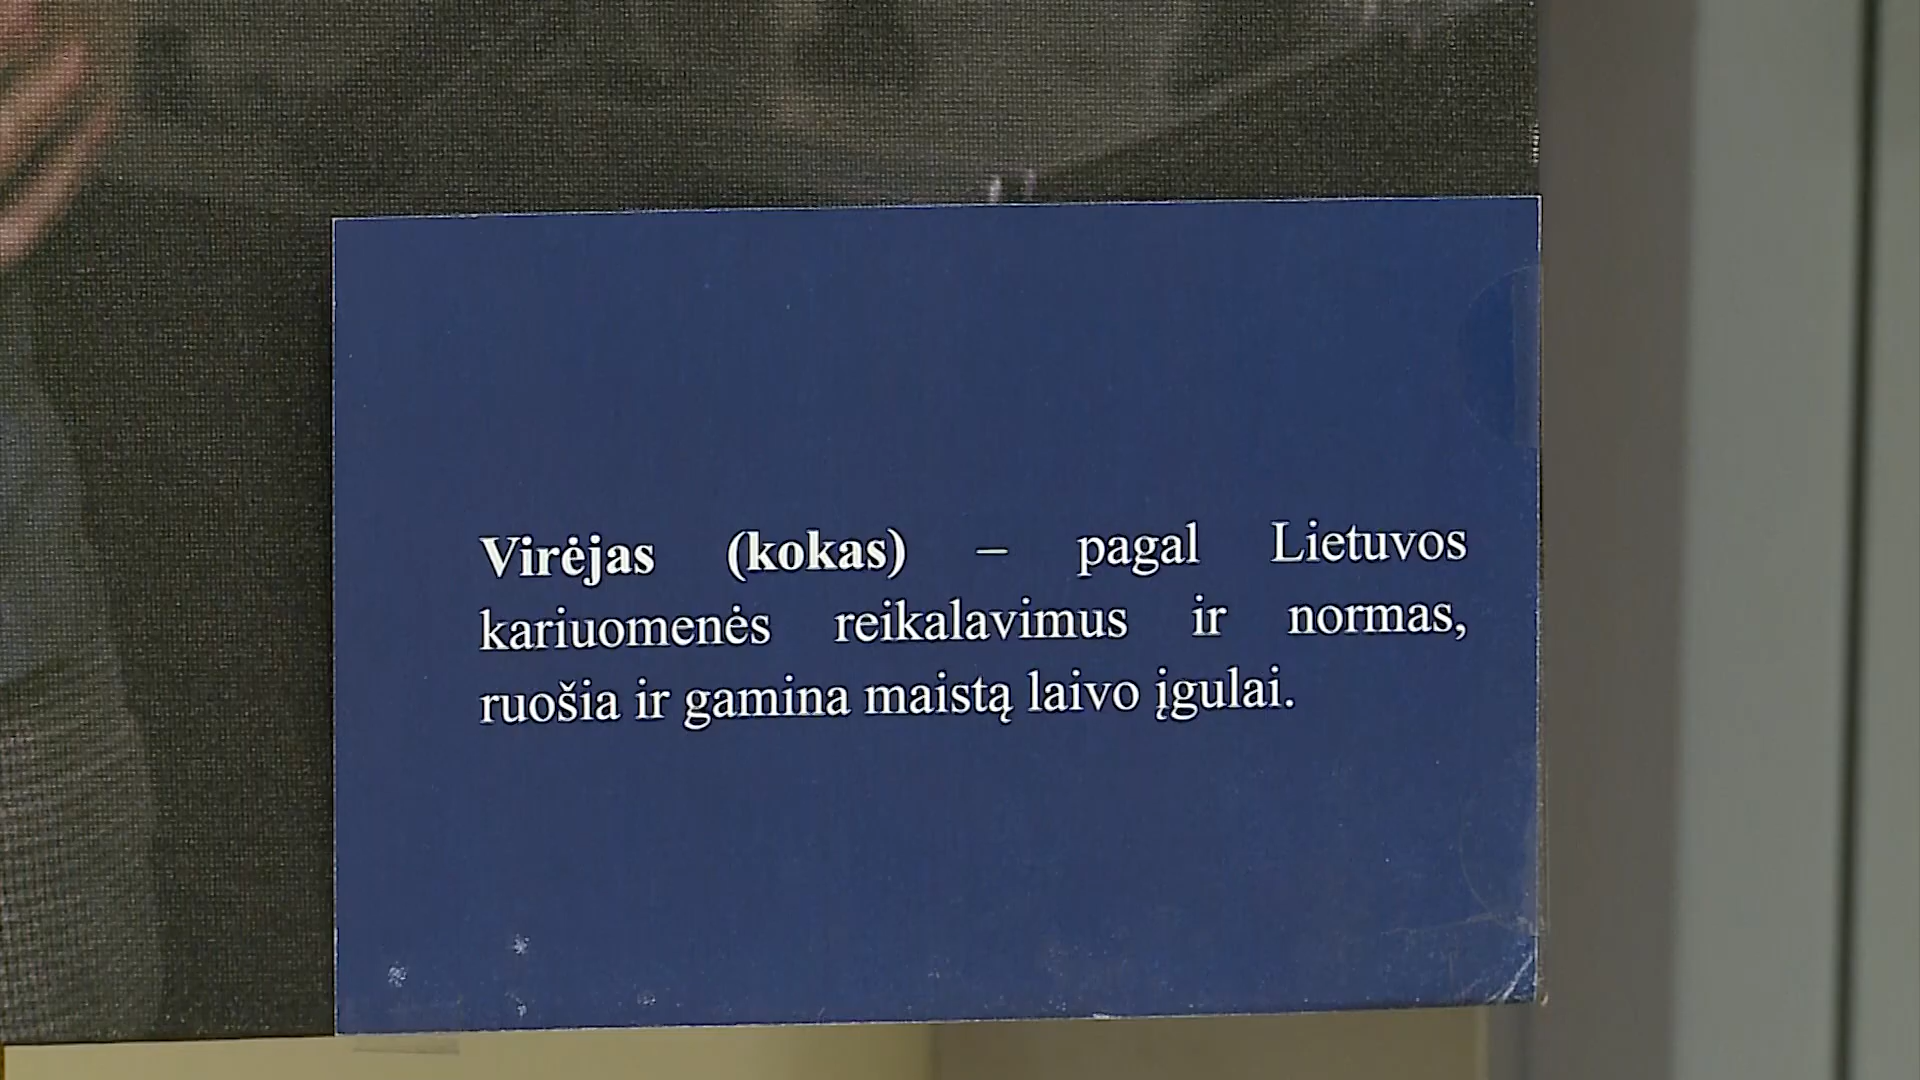 Virėjas (kokas) – pagal Lietuvos
kariuomenės reikalavimus ir normas,
ruošia ir gamina maistą laivo įgulai.